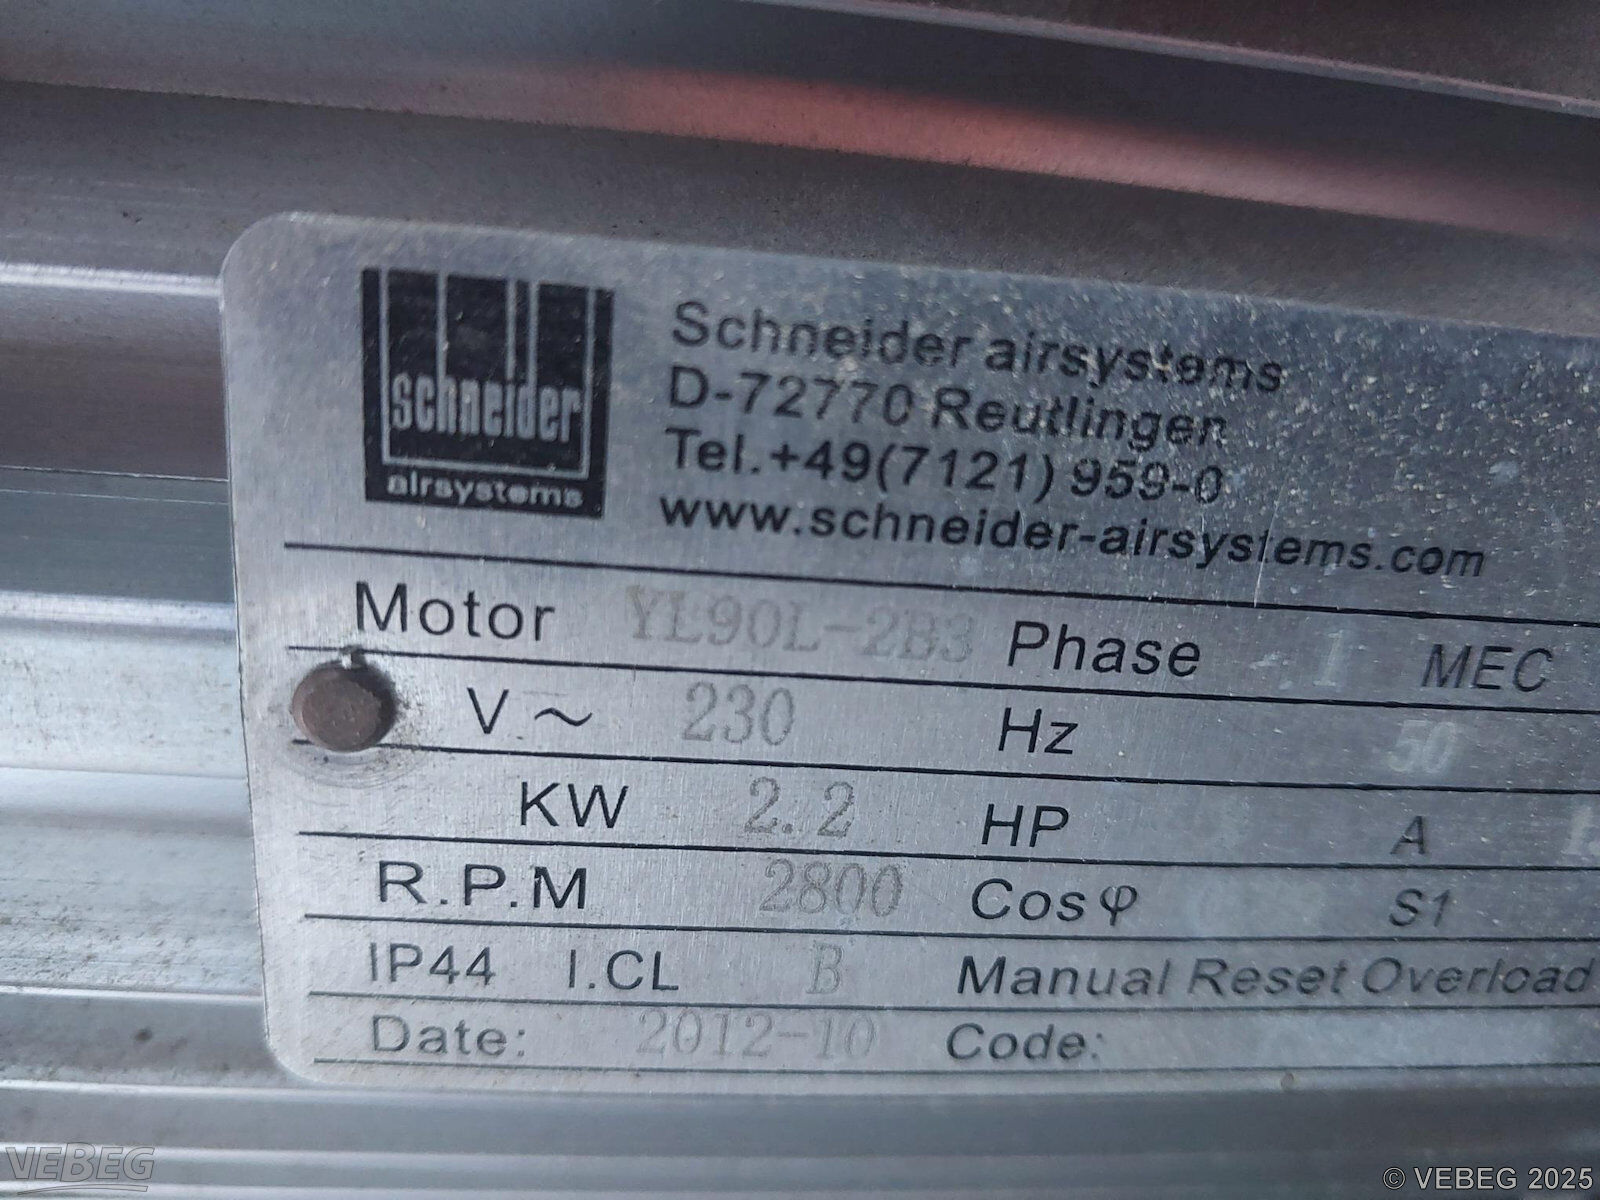 schneider
airsystems
Schneider airsystems
D-72770 Reutlingen
Tel.+49(7121) 959-0
www.schneider-airsystems.com
Motor YL90L-2B3 Phase 1 MEC
V~ 230 Hz 50
KW 2.2 HP A
R.P.M 2800 Cosφ S1
IP44 I.CL B Manual Reset Overload
Date: 2012-10 Code:
VEBEG
© VEBEG 2025